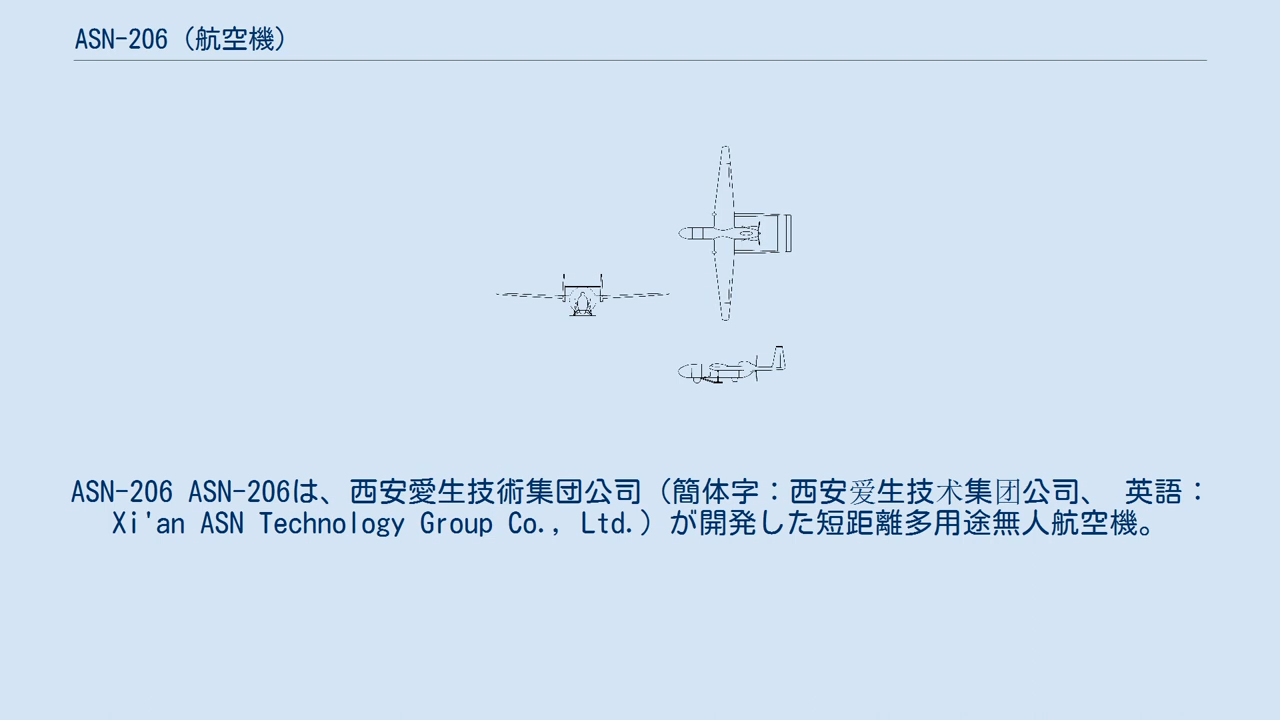 ASN-206（航空機）
ASN-206 ASN-206は、西安愛生技術集団公司（簡体字：西安爱生技术集团公司、 英語：
Xi'an ASN Technology Group Co., Ltd.）が開発した短距離多用途無人航空機。